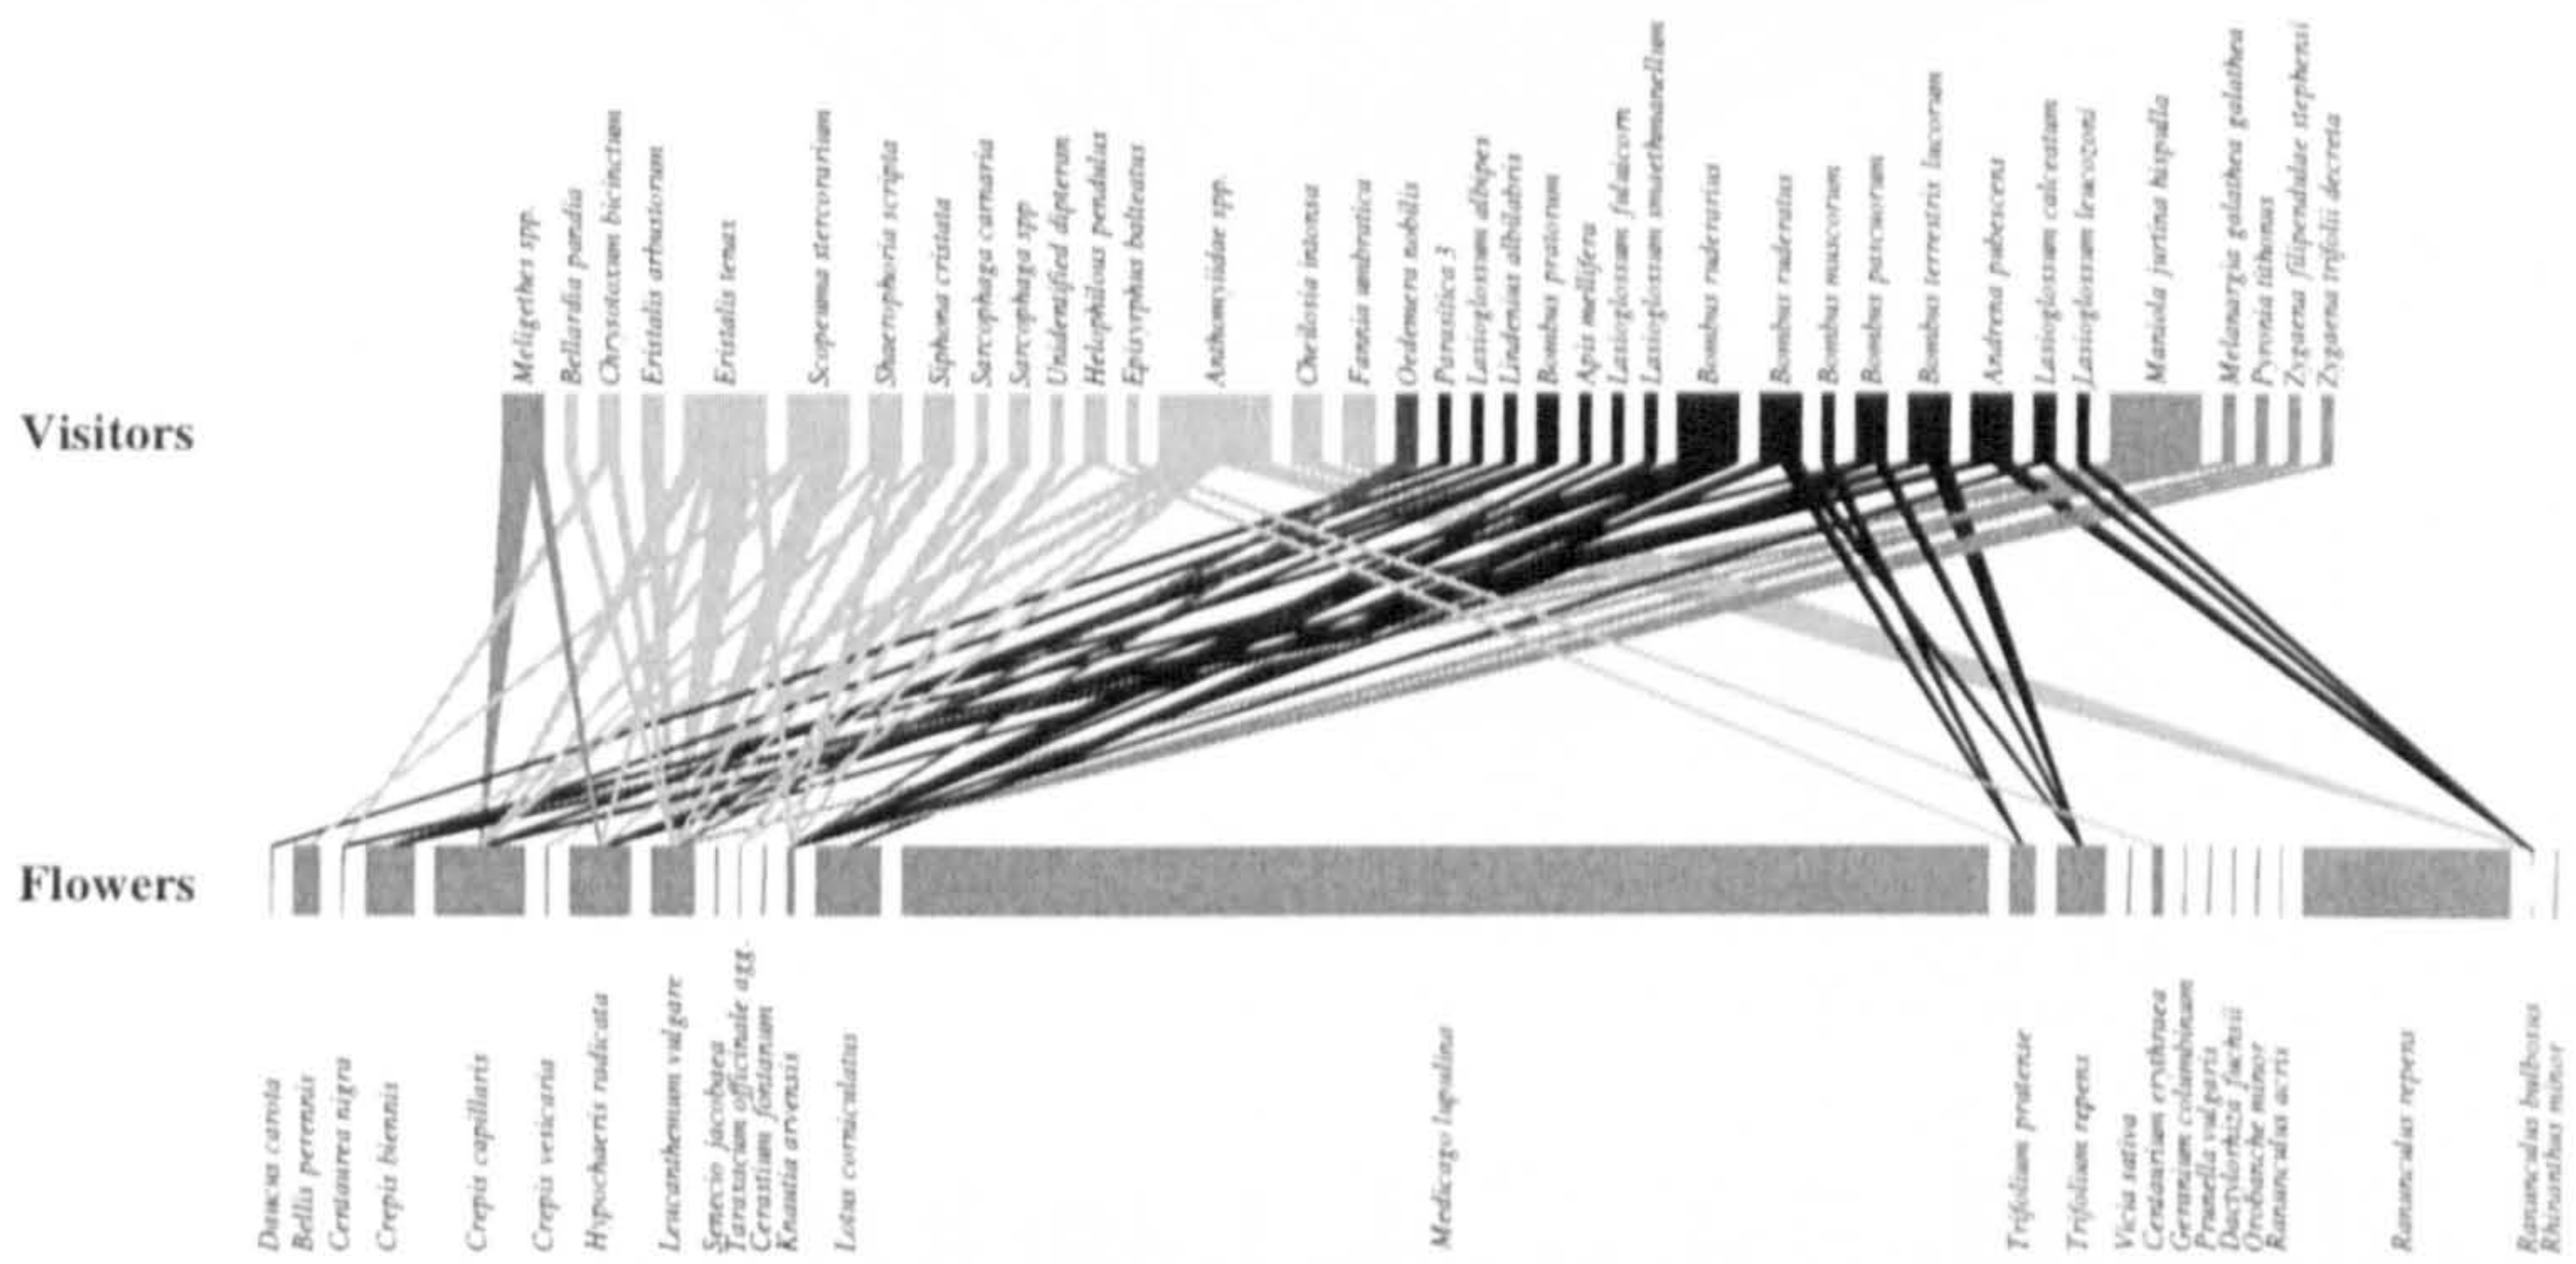 Meligethes spp.
Bellardia pandia
Chrysotoxum bicinctum
Eristalis arbustorum
Eristalis tenax
Scopeuma stercorarium
Shaerophoria scripta
Siphona cristata
Sarcophaga carnaria
Sarcophaga spp
Unidentified dipteran
Helophilous pendulus
Episyrphus balteatus
Anthomyiidae spp.
Cheilosia intonsa
Fannia umbratica
Oedemera nobilis
Parasitica 3
Lasioglossum albipes
Lindenius albilabris
Bombus pratorum
Apis mellifera
Lasioglossum fulvicorn
Lasioglossum smaethmanellum
Bombus ruderarius
Bombus ruderatus
Bombus muscorum
Bombus pascuorum
Bombus terrestris lucorum
Andrena pubescens
Lasioglossum calceatum
Lasioglossum leucozoni
Maniola jurtina hispulla
Melanargia galathea galathea
Pyronia tithonus
Zygaena filipendulae stephensi
Zygaena trifolii decreta
Visitors
Flowers
Daucus carota
Bellis perennis
Centaurea nigra
Crepis biennis
Crepis capillaris
Crepis vesicaria
Hypochaeris radicata
Leucanthemum vulgare
Senecio jacobaea
Taraxacum officinale agg.
Cerastium fontanum
Knautia arvensis
Lotus corniculatus
Medicago lupulina
Trifolium pratense
Trifolium repens
Vicia sativa
Centaurium erythraea
Geranium columbinum
Prunella vulgaris
Dactylorhiza fuchsii
Orobanche minor
Ranunculus acris
Ranunculus repens
Ranunculus bulbosus
Rhinanthus minor